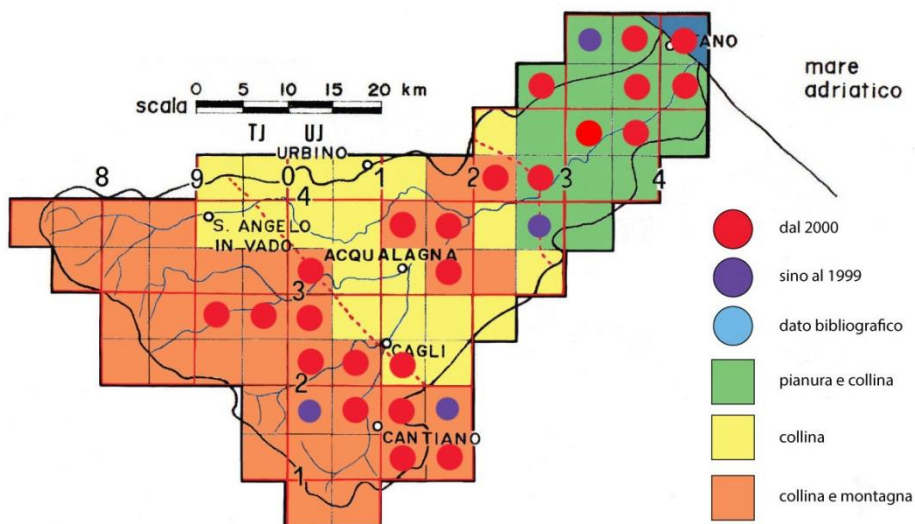 FANO
mare
adriatico
scala 0 5 10 15 20 km
TJ UJ
URBINO
8 9 0 1 2 3 4
4
S. ANGELO
IN VADO
ACQUALAGNA
3
CAGLI
2
CANTIANO
1
dal 2000
sino al 1999
dato bibliografico
pianura e collina
collina
collina e montagna